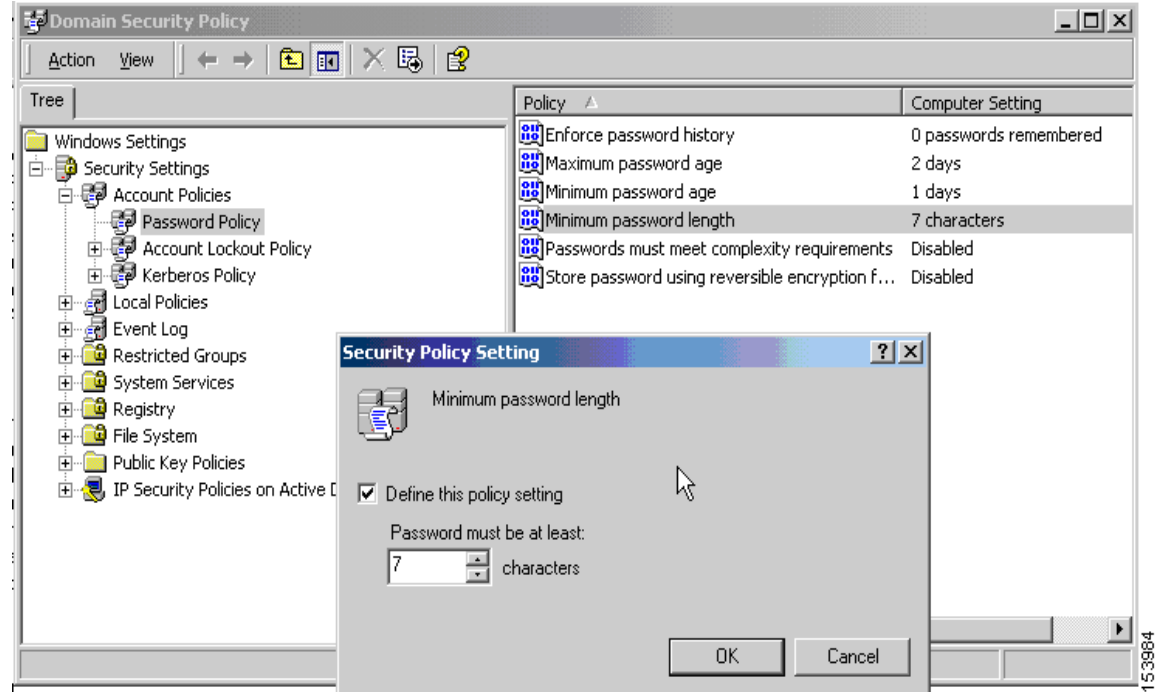 Domain Security Policy
Action View
Tree
Policy Computer Setting
Windows Settings
Security Settings
Account Policies
Password Policy
Account Lockout Policy
Kerberos Policy
Local Policies
Event Log
Restricted Groups
System Services
Registry
File System
Public Key Policies
IP Security Policies on Active
Enforce password history 0 passwords remembered
Maximum password age 2 days
Minimum password age 1 days
Minimum password length 7 characters
Passwords must meet complexity requirements Disabled
Store password using reversible encryption f... Disabled
Security Policy Setting
Minimum password length
Define this policy setting
Password must be at least:
7 characters
OK Cancel
153984